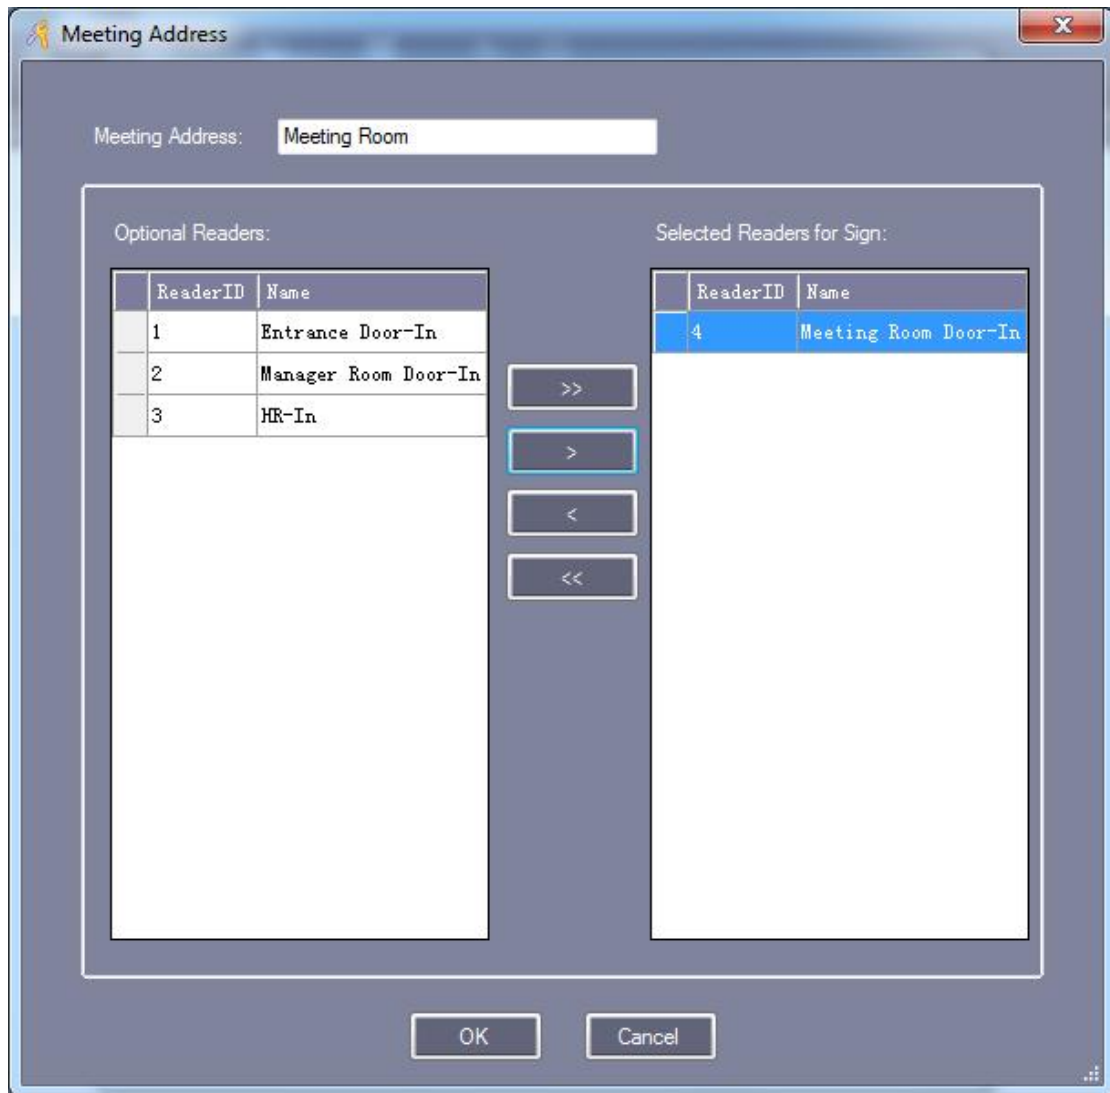 Meeting Address
Meeting Address: Meeting Room
Optional Readers: Selected Readers for Sign:
ReaderID Name ReaderID Name
1 Entrance Door-In 4 Meeting Room Door-In
2 Manager Room Door-In
3 HR-In
>>
>
<
<<
OK Cancel